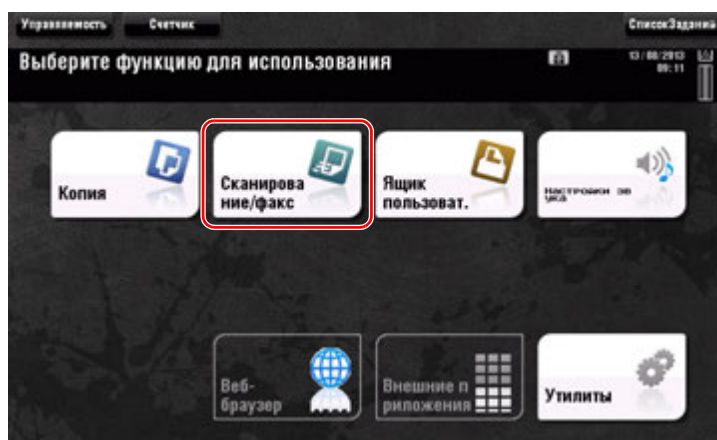 Управляемость Счетчик СписокЗаданий
Выберите функцию для использования
13/08/2013
09:11
Копия
Сканирова
ние/факс
Ящик
пользоват.
Настройки зв
ука
Веб-
браузер
Внешние п
риложения
Утилиты